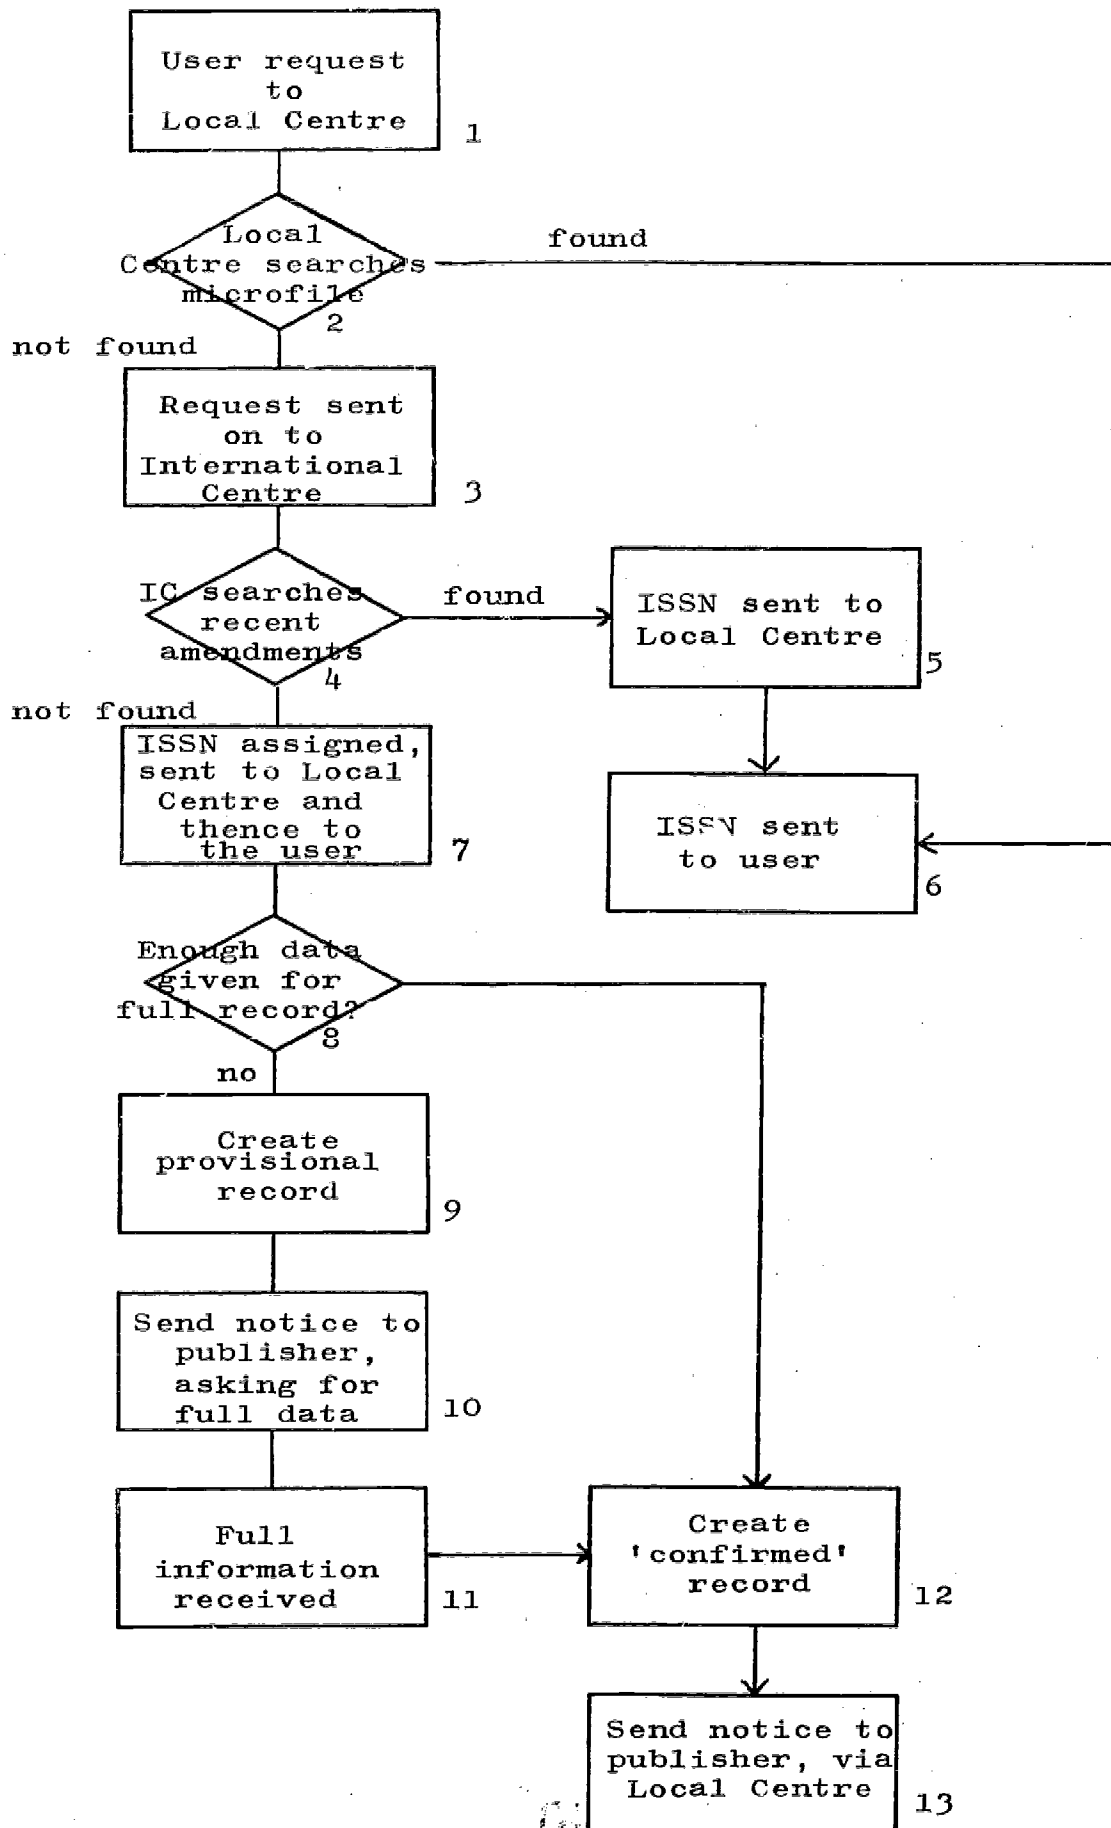 User request
to
Local Centre
1
Local
Centre searches
microfile
2
found
not found
Request sent
on to
International
Centre
3
IC searches
recent
amendments
4
found
ISSN sent to
Local Centre
5
not found
ISSN assigned,
sent to Local
Centre and
thence to
the user
7
ISSN sent
to user
6
Enough data
given for
full record?
8
no
Create
provisional
record
9
Send notice to
publisher,
asking for
full data
10
Full
information
received
11
Create
'confirmed'
record
12
Send notice to
publisher, via
Local Centre
13